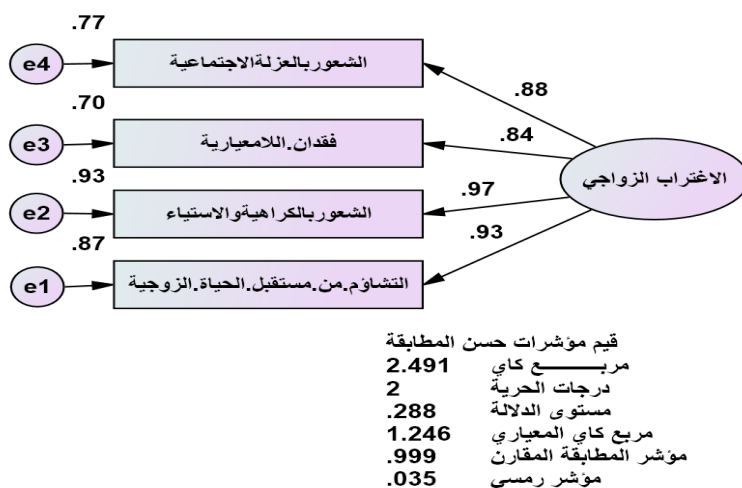 .77
e4
الشعوربالعزلةالاجتماعية
.88
.70
e3
فقدان.اللامعيارية
.84
الاغتراب الزواجي
.93
e2
الشعوربالكراهيةوالاستياء
.97
.87
e1
التشاؤم.من.مستقبل.الحياة.الزوجية
.93
قيم مؤشرات حسن المطابقة
مربـــــــع كاي 2.491
درجات الحرية 2
مستوى الدلالة .288
مربع كاي المعياري 1.246
مؤشر المطابقة المقارن .999
مؤشر رمسي .035